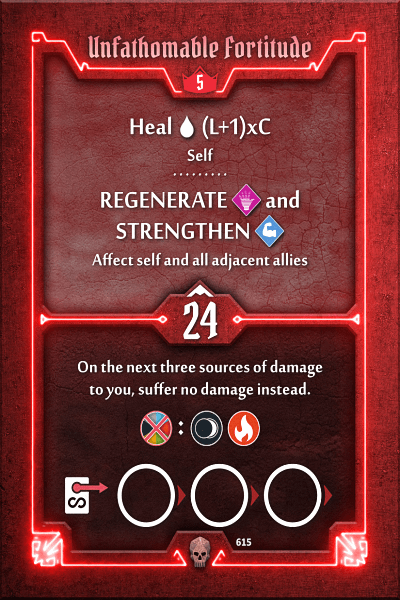 Unfathomable Fortitude
5
Heal (L+1)xC
Self
REGENERATE and
STRENGTHEN
Affect self and all adjacent allies
24
On the next three sources of damage
to you, suffer no damage instead.
:
S
615